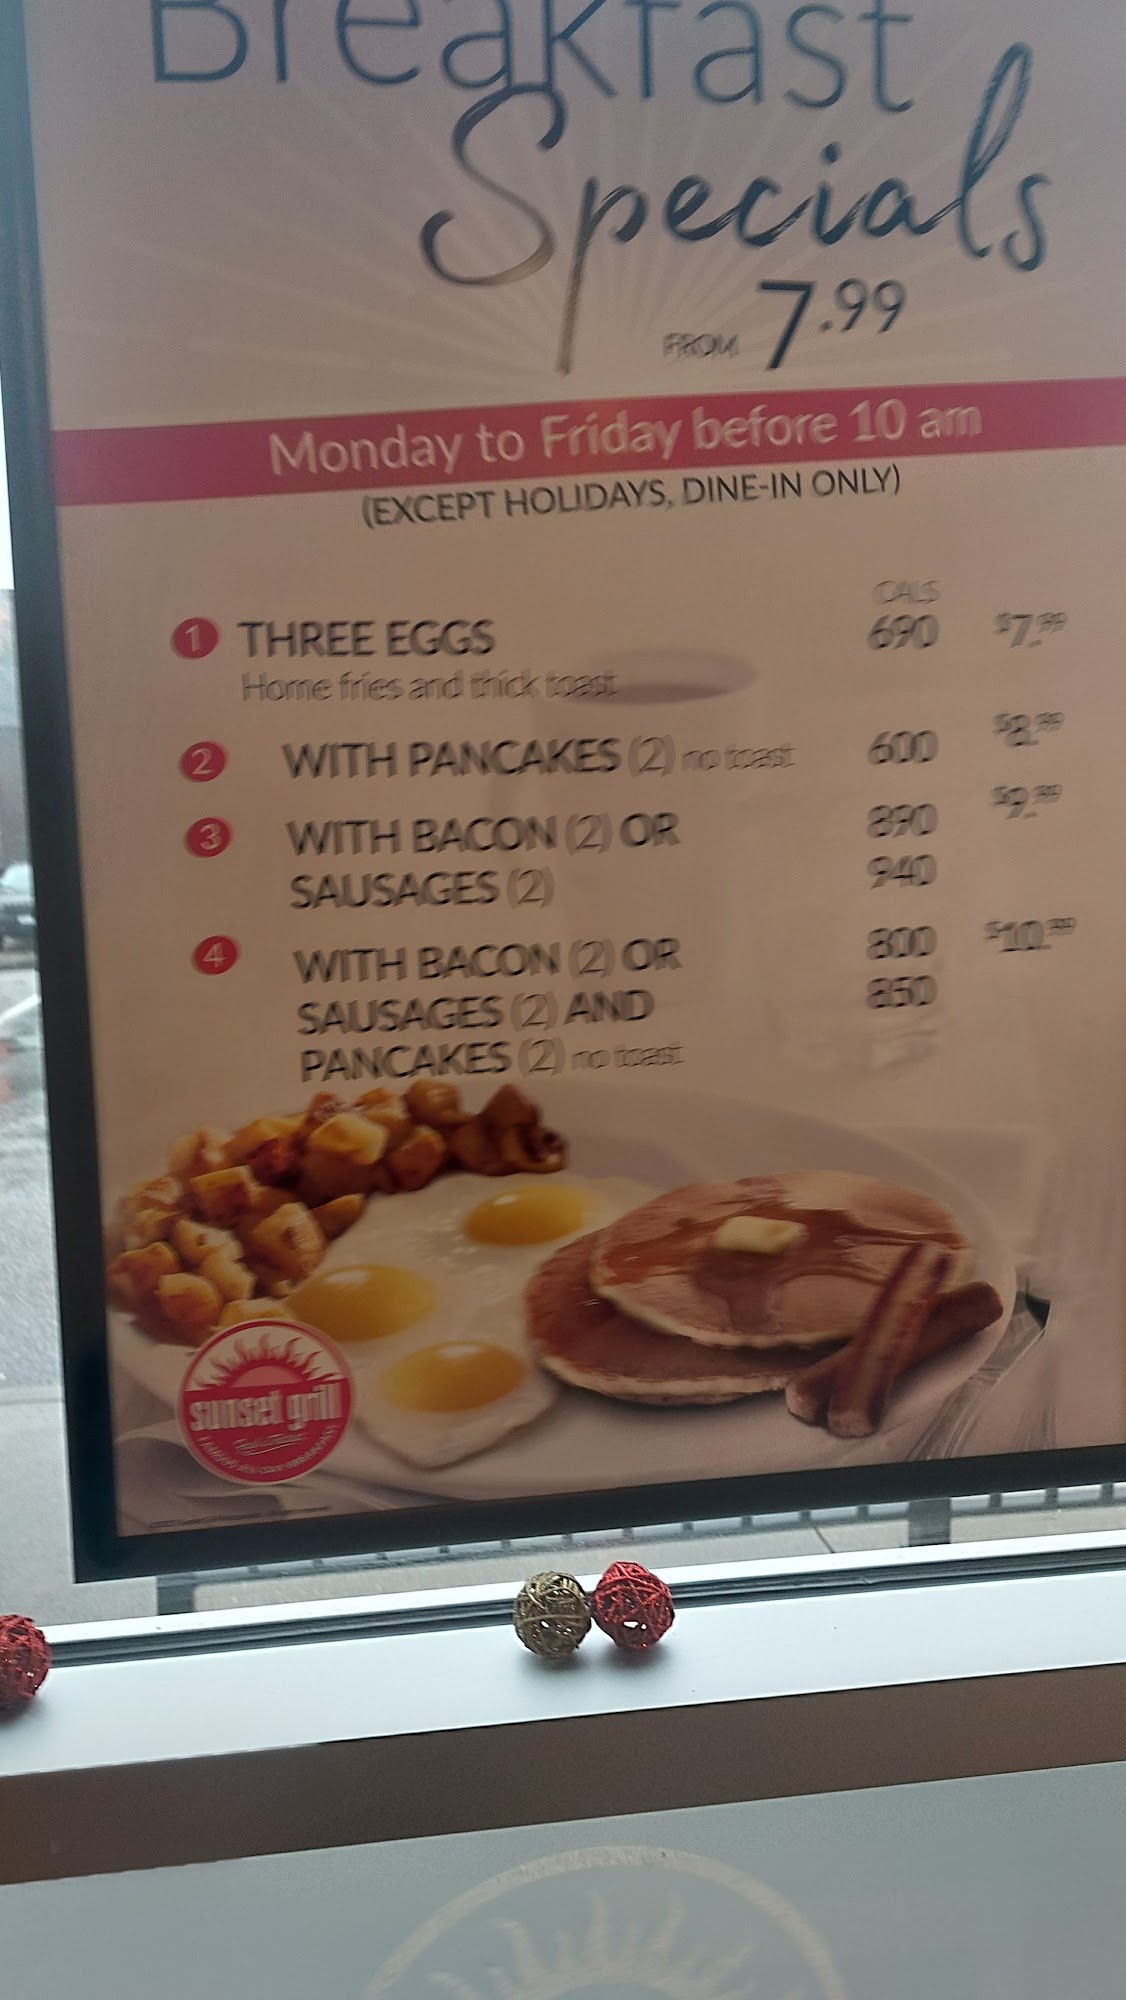 Breakfast
Specials
FROM 7.99
Monday to Friday before 10 am
(EXCEPT HOLIDAYS, DINE-IN ONLY)
CALS
1 THREE EGGS 690 $7.99
Home fries and thick toast
2 WITH PANCAKES (2) no toast 600 $8.99
3 WITH BACON (2) OR 890 $9.99
SAUSAGES (2) 940
4 WITH BACON (2) OR 800 $10.99
SAUSAGES (2) AND 850
PANCAKES (2) no toast
sunset grill